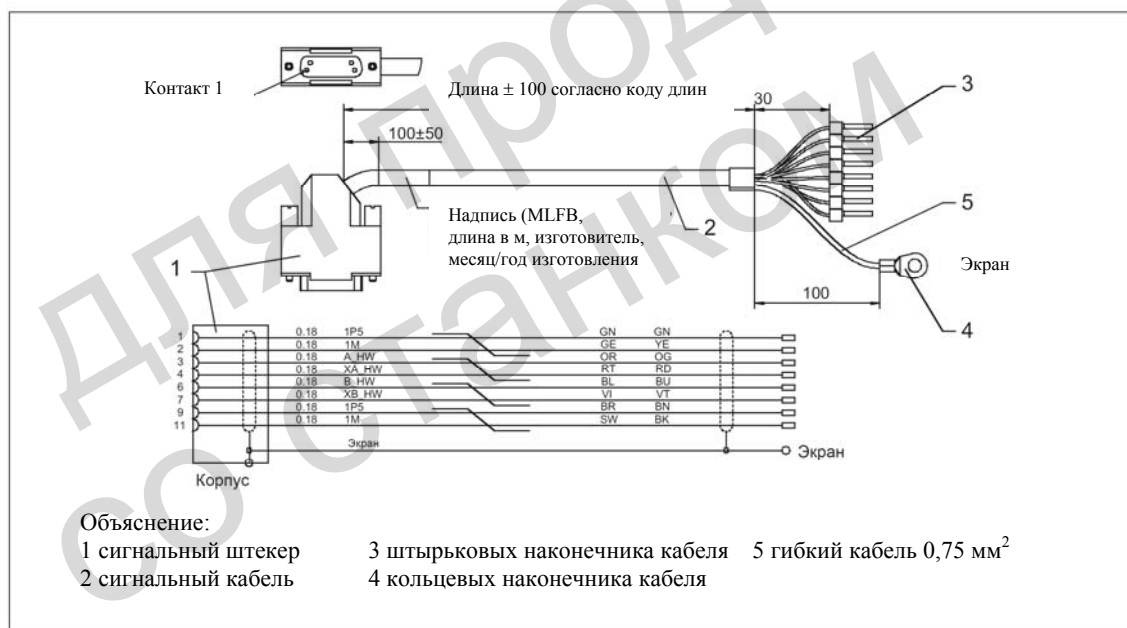 Контакт 1
Длина ± 100 согласно коду длин
30
3
100±50
Надпись (MLFB,
длина в м, изготовитель,
месяц/год изготовления
2
5
1
Экран
100
4
1 0.18 1P5 GN GN
2 0.18 1M GE YE
3 0.18 A_HW OR OG
4 0.18 XA_HW RT RD
6 0.18 B_HW BL BU
7 0.18 XB_HW VI VT
9 0.18 1P5 BR BN
11 0.18 1M SW BK
Экран Экран
Корпус
Объяснение:
1 сигнальный штекер 3 штырьковых наконечника кабеля 5 гибкий кабель 0,75 мм²
2 сигнальный кабель 4 кольцевых наконечника кабеля
для прод
со станком